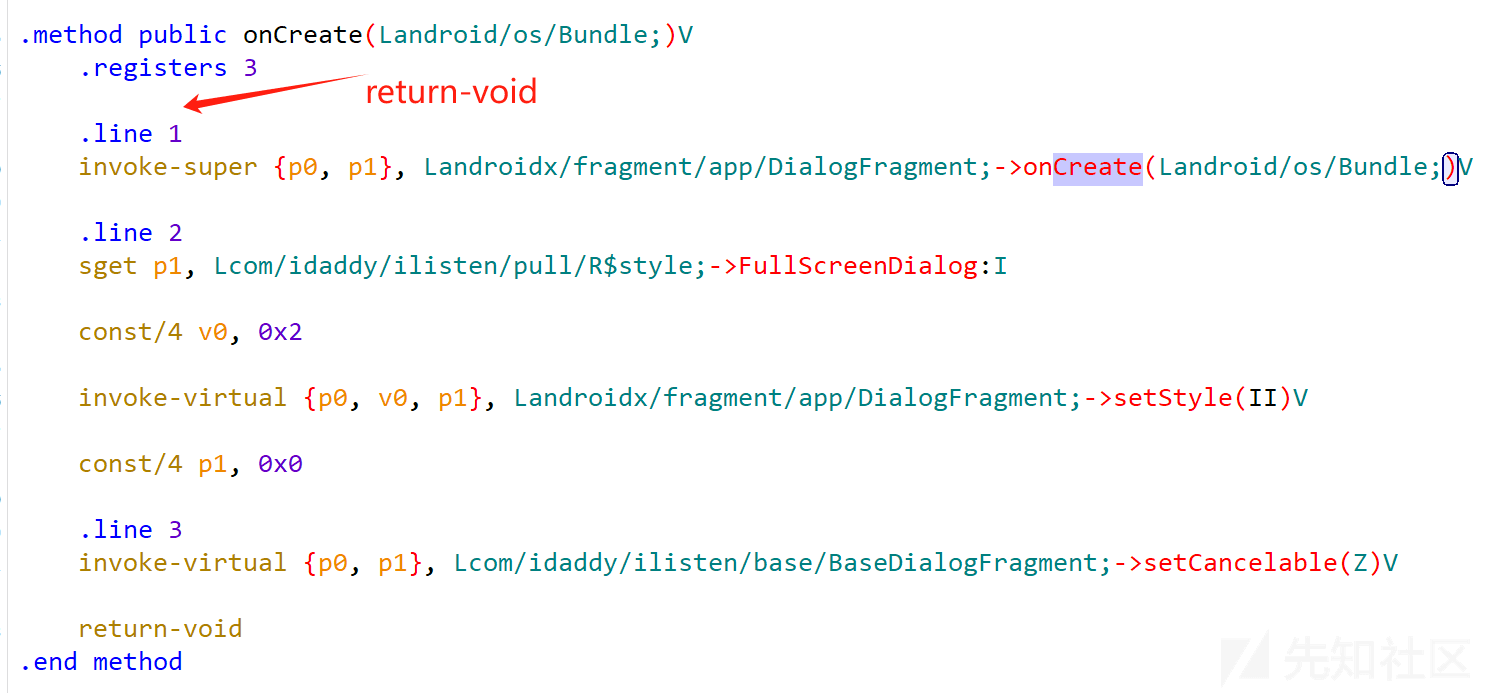 .method public onCreate(Landroid/os/Bundle;)V
.registers 3
return-void
.line 1
invoke-super {p0, p1}, Landroidx/fragment/app/DialogFragment;->onCreate(Landroid/os/Bundle;)V
.line 2
sget p1, Lcom/idaddy/ilisten/pull/R$style;->FullScreenDialog:I
const/4 v0, 0x2
invoke-virtual {p0, v0, p1}, Landroidx/fragment/app/DialogFragment;->setStyle(II)V
const/4 p1, 0x0
.line 3
invoke-virtual {p0, p1}, Lcom/idaddy/ilisten/base/BaseDialogFragment;->setCancelable(Z)V
return-void
.end method
先知社区